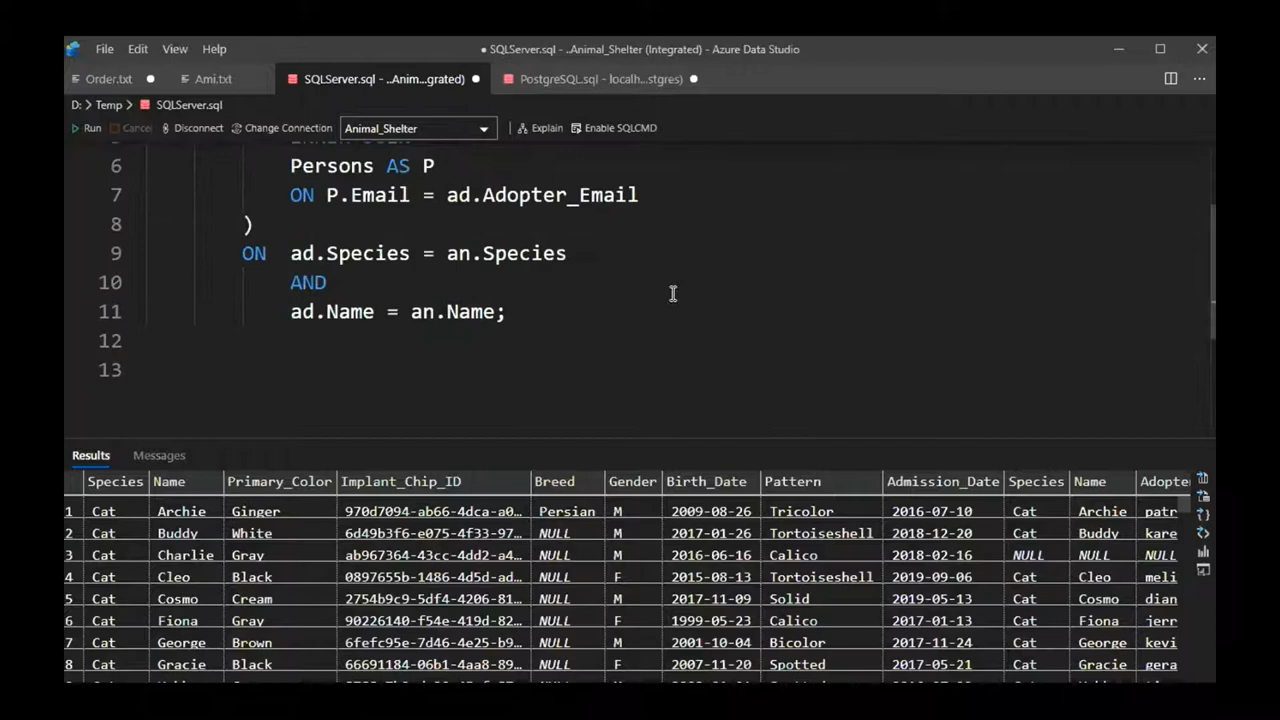 File Edit View Help
● SQLServer.sql - ..Animal_Shelter (Integrated) - Azure Data Studio
Order.txt ● Ami.txt SQLServer.sql - ..Anim...grated) ● PostgreSQL.sql - localh...stgres) ●
D: > Temp > SQLServer.sql
Run Cancel Disconnect Change Connection Animal_Shelter Explain Enable SQLCMD
6 Persons AS P
7 ON P.Email = ad.Adopter_Email
8 )
9 ON ad.Species = an.Species
10 AND
11 ad.Name = an.Name;
12
13
Results Messages
Species Name Primary_Color Implant_Chip_ID Breed Gender Birth_Date Pattern Admission_Date Species Name Adopte
1 Cat Archie Ginger 970d7094-ab66-4dca-a0… Persian M 2009-08-26 Tricolor 2016-07-10 Cat Archie patr
2 Cat Buddy White 6d49b3f6-e075-4f33-97… NULL M 2017-01-26 Tortoiseshell 2018-12-20 Cat Buddy kare
3 Cat Charlie Gray ab967364-43cc-4dd2-a4… NULL M 2016-06-16 Calico 2018-02-16 NULL NULL NULL
4 Cat Cleo Black 0897655b-1486-4d5d-ad… NULL F 2015-08-13 Tortoiseshell 2019-09-06 Cat Cleo meli
5 Cat Cosmo Cream 2754b9c9-5df4-4206-81… NULL M 2017-11-09 Solid 2019-05-13 Cat Cosmo dian
6 Cat Fiona Gray 90226140-f54e-419d-82… NULL F 1999-05-23 Calico 2017-01-13 Cat Fiona jerr
7 Cat George Brown 6fefc95e-7d46-4e25-b9… NULL M 2001-10-04 Bicolor 2017-11-24 Cat George kevi
8 Cat Gracie Black 66691184-06b1-4aa8-89… NULL F 2007-11-20 Spotted 2017-05-21 Cat Gracie gera